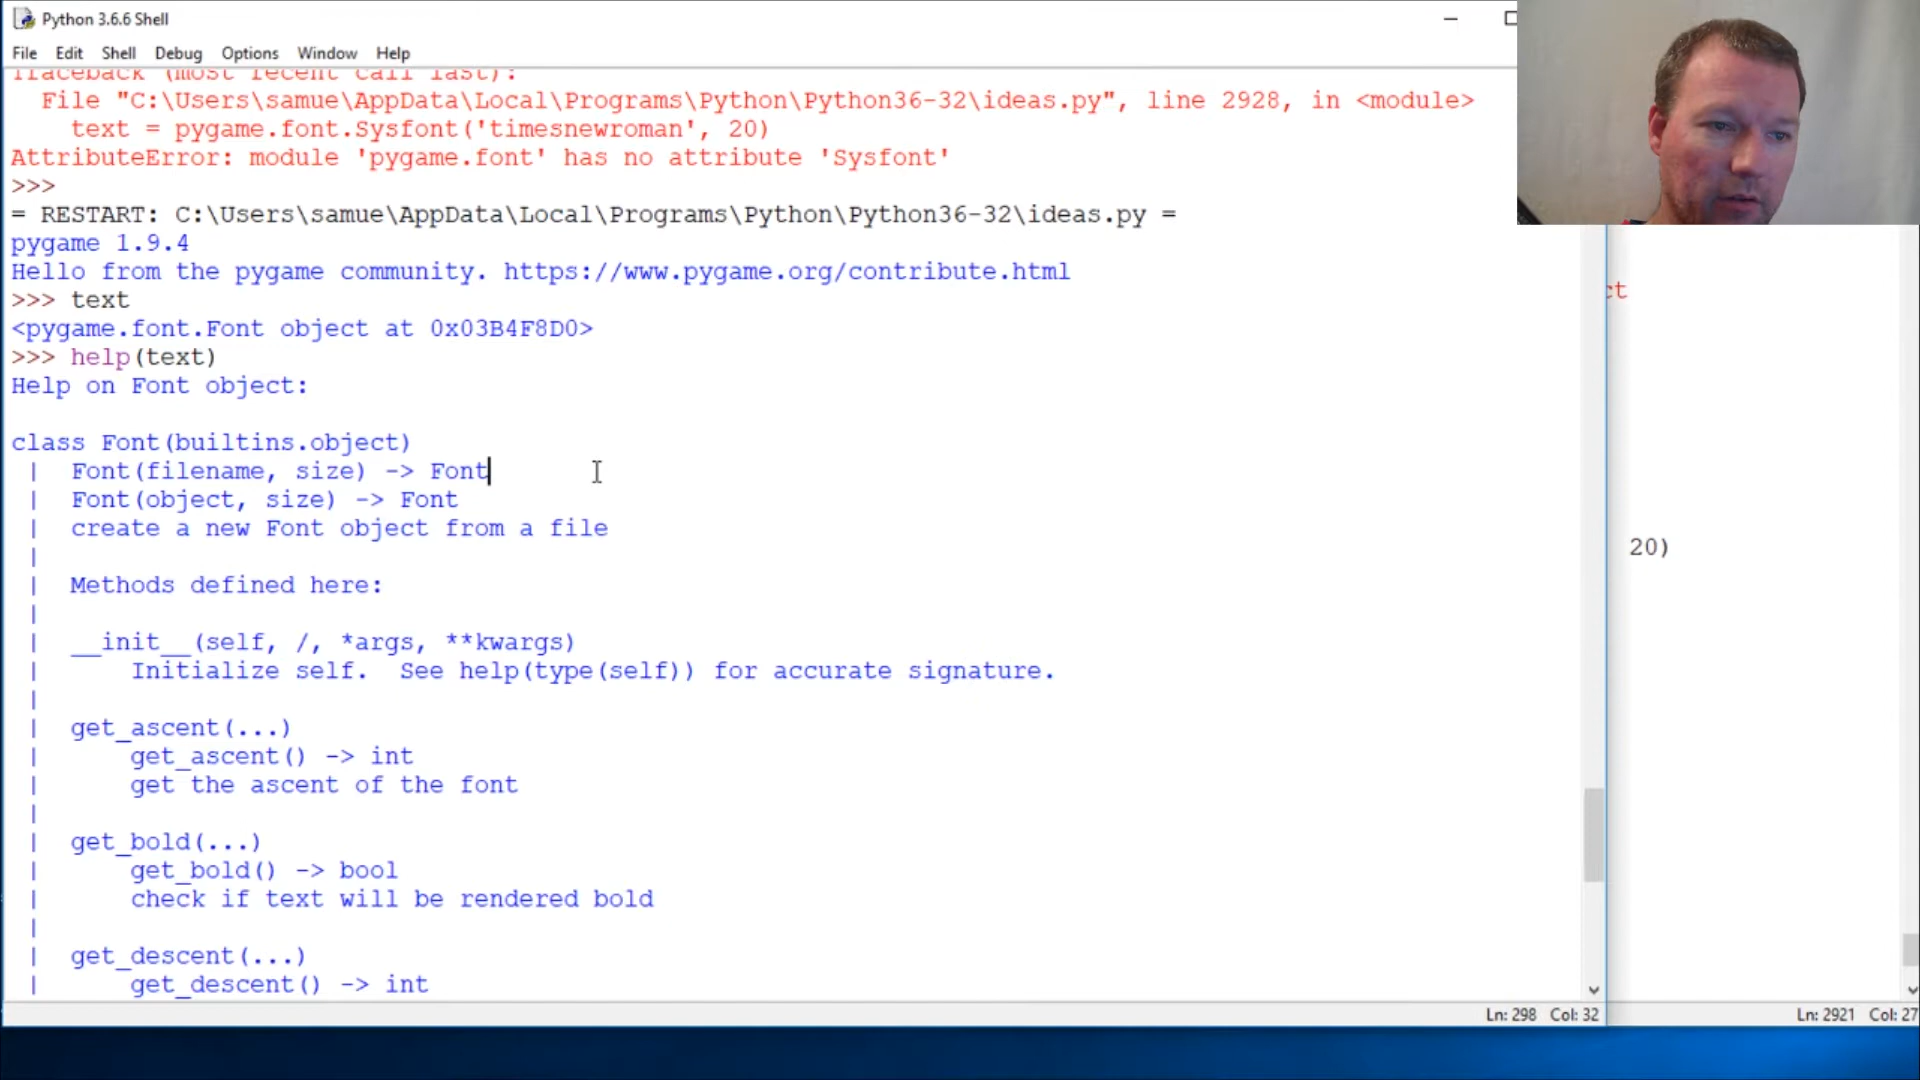 Python 3.6.6 Shell
File Edit Shell Debug Options Window Help
Traceback (most recent call last):
File "C:\Users\samue\AppData\Local\Programs\Python\Python36-32\ideas.py", line 2928, in <module>
text = pygame.font.Sysfont('timesnewroman', 20)
AttributeError: module 'pygame.font' has no attribute 'Sysfont'
>>>
= RESTART: C:\Users\samue\AppData\Local\Programs\Python\Python36-32\ideas.py =
pygame 1.9.4
Hello from the pygame community. https://www.pygame.org/contribute.html
>>> text
<pygame.font.Font object at 0x03B4F8D0>
>>> help(text)
Help on Font object:
class Font(builtins.object)
| Font(filename, size) -> Font
| Font(object, size) -> Font
| create a new Font object from a file
|
| Methods defined here:
|
| __init__(self, /, *args, **kwargs)
| Initialize self. See help(type(self)) for accurate signature.
|
| get_ascent(...)
| get_ascent() -> int
| get the ascent of the font
|
| get_bold(...)
| get_bold() -> bool
| check if text will be rendered bold
|
| get_descent(...)
| get_descent() -> int
Ln: 298 Col: 32
ct
20)
Ln: 2921 Col: 27